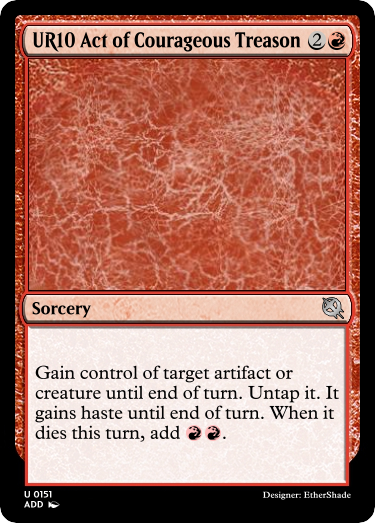 UR10 Act of Courageous Treason 2
Sorcery
Gain control of target artifact or
creature until end of turn. Untap it. It
gains haste until end of turn. When it
dies this turn, add .
U 0151
ADD
Designer: EtherShade